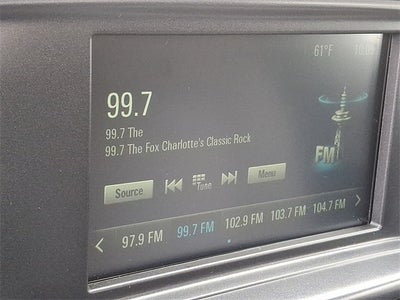 61°F
99.7
99.7 The
99.7 The Fox Charlotte's Classic Rock
FM
Source Tune Menu
97.9 FM 99.7 FM 102.9 FM 103.7 FM 104.7 FM